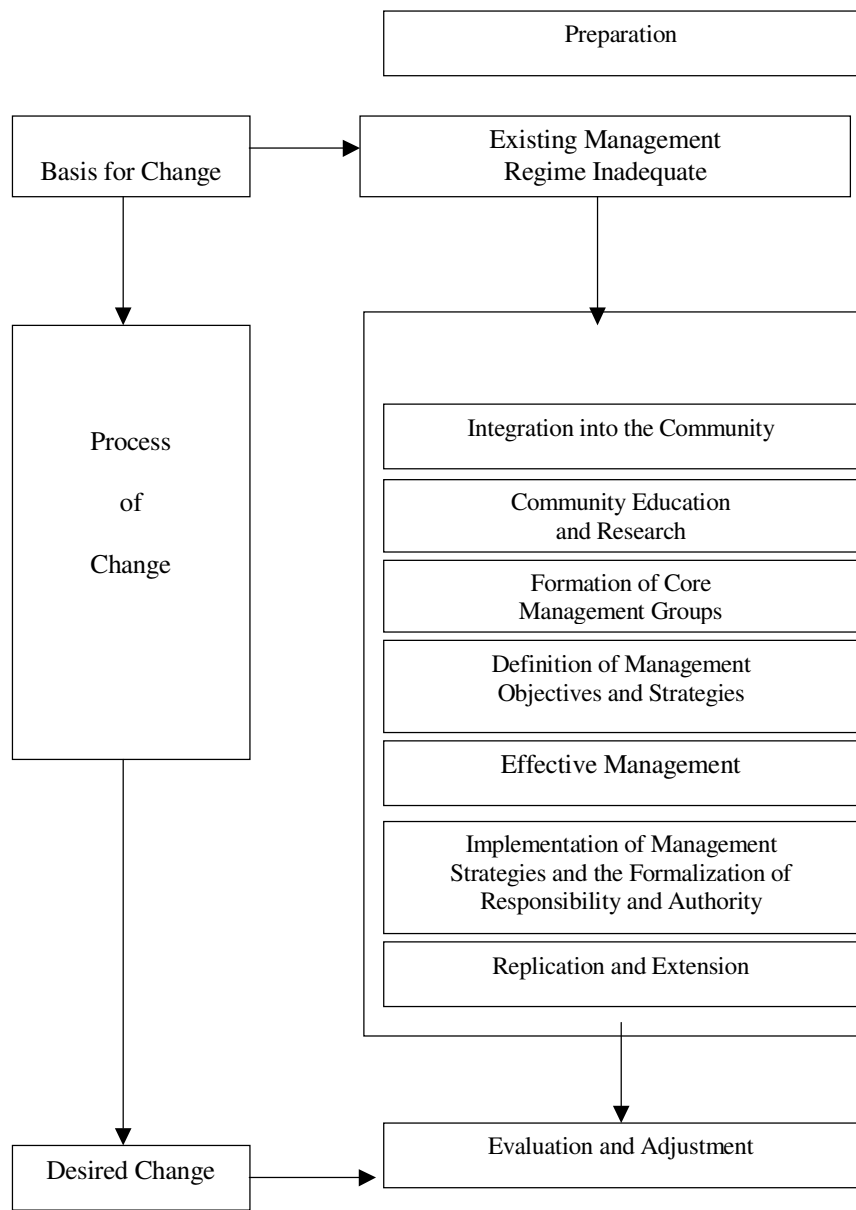 Preparation
Basis for Change
Existing Management
Regime Inadequate
Process
of
Change
Integration into the Community
Community Education
and Research
Formation of Core
Management Groups
Definition of Management
Objectives and Strategies
Effective Management
Implementation of Management
Strategies and the Formalization of
Responsibility and Authority
Replication and Extension
Desired Change
Evaluation and Adjustment